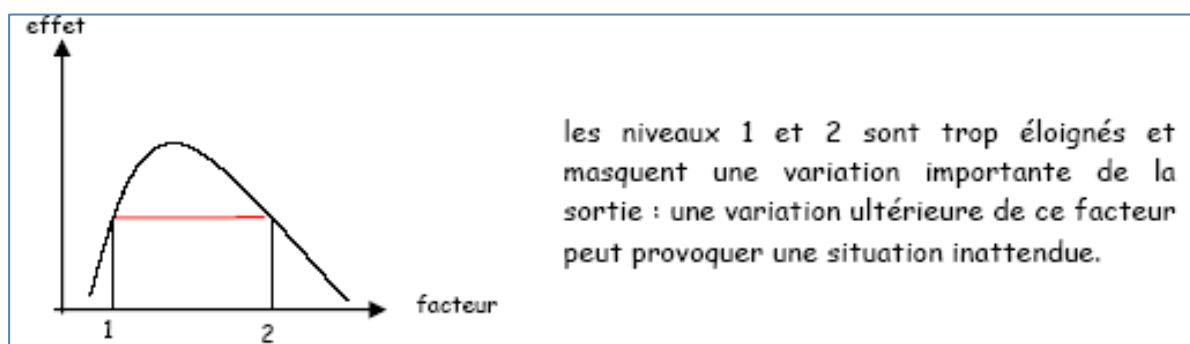 effet
les niveaux 1 et 2 sont trop éloignés et
masquent une variation importante de la
sortie : une variation ultérieure de ce facteur
peut provoquer une situation inattendue.
facteur
1
2